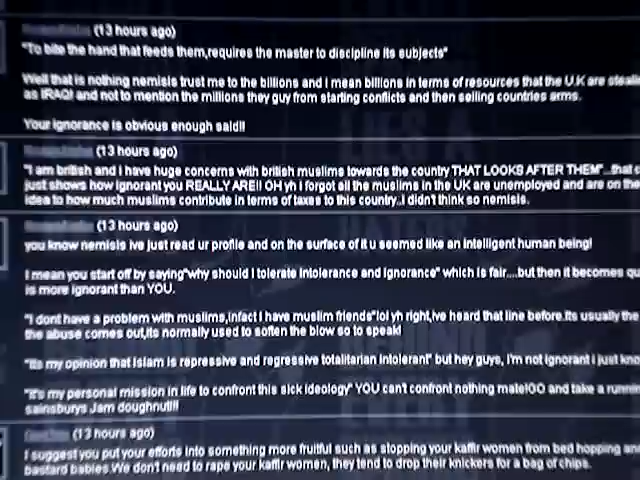 (13 hours ago)
"To bite the hand that feeds them,requires the master to discipline its subjects"
Well that is nothing nemisis trust me to the billions and i mean billions in terms of resources that the U.K are
as IRAQ! and not to mention the millions they guy from starting conflicts and then selling countries arms.
Your ignorance is obvious enough said!!
(13 hours ago)
"I am british and I have huge concerns with british muslims towards the country THAT LOOKS AFTER THEM"...that
just shows how ignorant you REALLY ARE!! OH yh i forgot all the muslims in the UK are unemployed and are on the
idea to how much muslims contribute in terms of taxes to this country..i didn't think so nemisis.
(13 hours ago)
you know nemisis ive just read ur profile and on the surface of it u seemed like an intelligent human being!
I mean you start off by saying"why should I tolerate intolerance and ignorance" which is fair....but then it becomes
is more ignorant than YOU.
"I dont have a problem with muslims,infact I have muslim friends"lol yh right,ive heard that line before.Its usually the
the abuse comes out,its normally used to soften the blow so to speak!
"Its my opinion that Islam is repressive and regressive totalitarian intolerant" but hey guys, I'm not ignorant i just
"It's my personal mission in life to confront this sick ideology" YOU can't confront nothing mate!GO and take a
sainsburys Jam doughnut!!!
(13 hours ago)
I suggest you put your efforts into something more fruitful such as stopping your kaffir women from bed hopping
bastard babies.We don't need to rape your kaffir women, they tend to drop their knickers for a bag of chips.